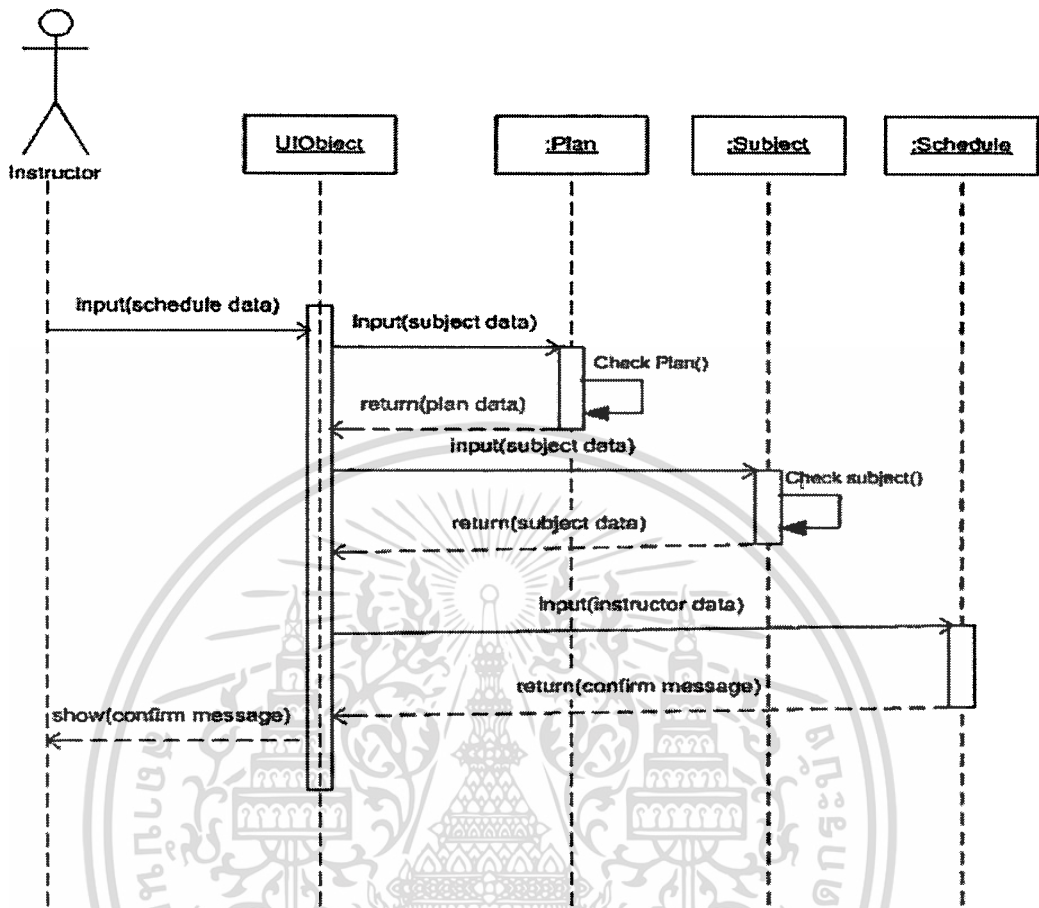 Instructor
UIObject
:Plan
:Subject
:Schedule
input(schedule data)
input(subject data)
Check Plan()
return(plan data)
input(subject data)
Check subject()
return(subject data)
input(instructor data)
return(confirm message)
show(confirm message)